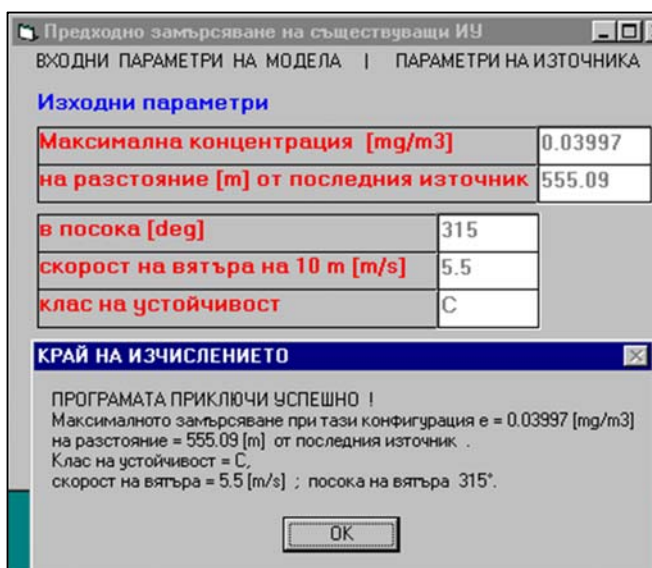 Предходно замърсяване на съществуващи ИУ
ВХОДНИ ПАРАМЕТРИ НА МОДЕЛА | ПАРАМЕТРИ НА ИЗТОЧНИКА
Изходни параметри
Максимална концентрация [mg/m3] 0.03997
на разстояние [m] от последния източник 555.09
в посока [deg] 315
скорост на вятъра на 10 m [m/s] 5.5
клас на устойчивост C
КРАЙ НА ИЗЧИСЛЕНИЕТО
ПРОГРАМАТА ПРИКЛЮЧИ УСПЕШНО !
Максималното замърсяване при тази конфигурация е = 0.03997 [mg/m3]
на разстояние = 555.09 [m] от последния източник .
Клас на устойчивост = C,
скорост на вятъра = 5.5 [m/s] ; посока на вятъра 315°.
OK